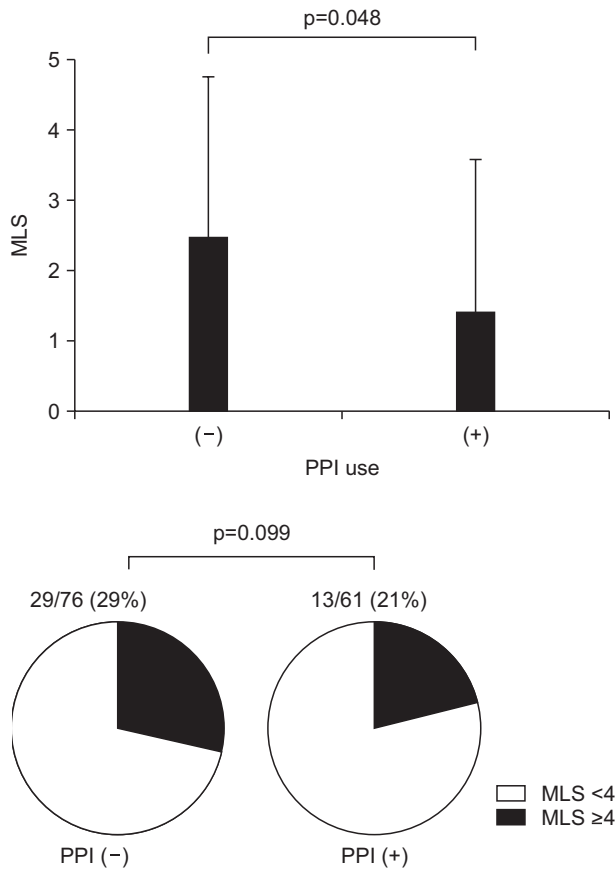 p=0.048
5
4
3
2
1
0
MLS
(−)
(+)
PPI use
p=0.099
29/76 (29%)
13/61 (21%)
MLS <4
MLS ≥4
PPI (−)
PPI (+)